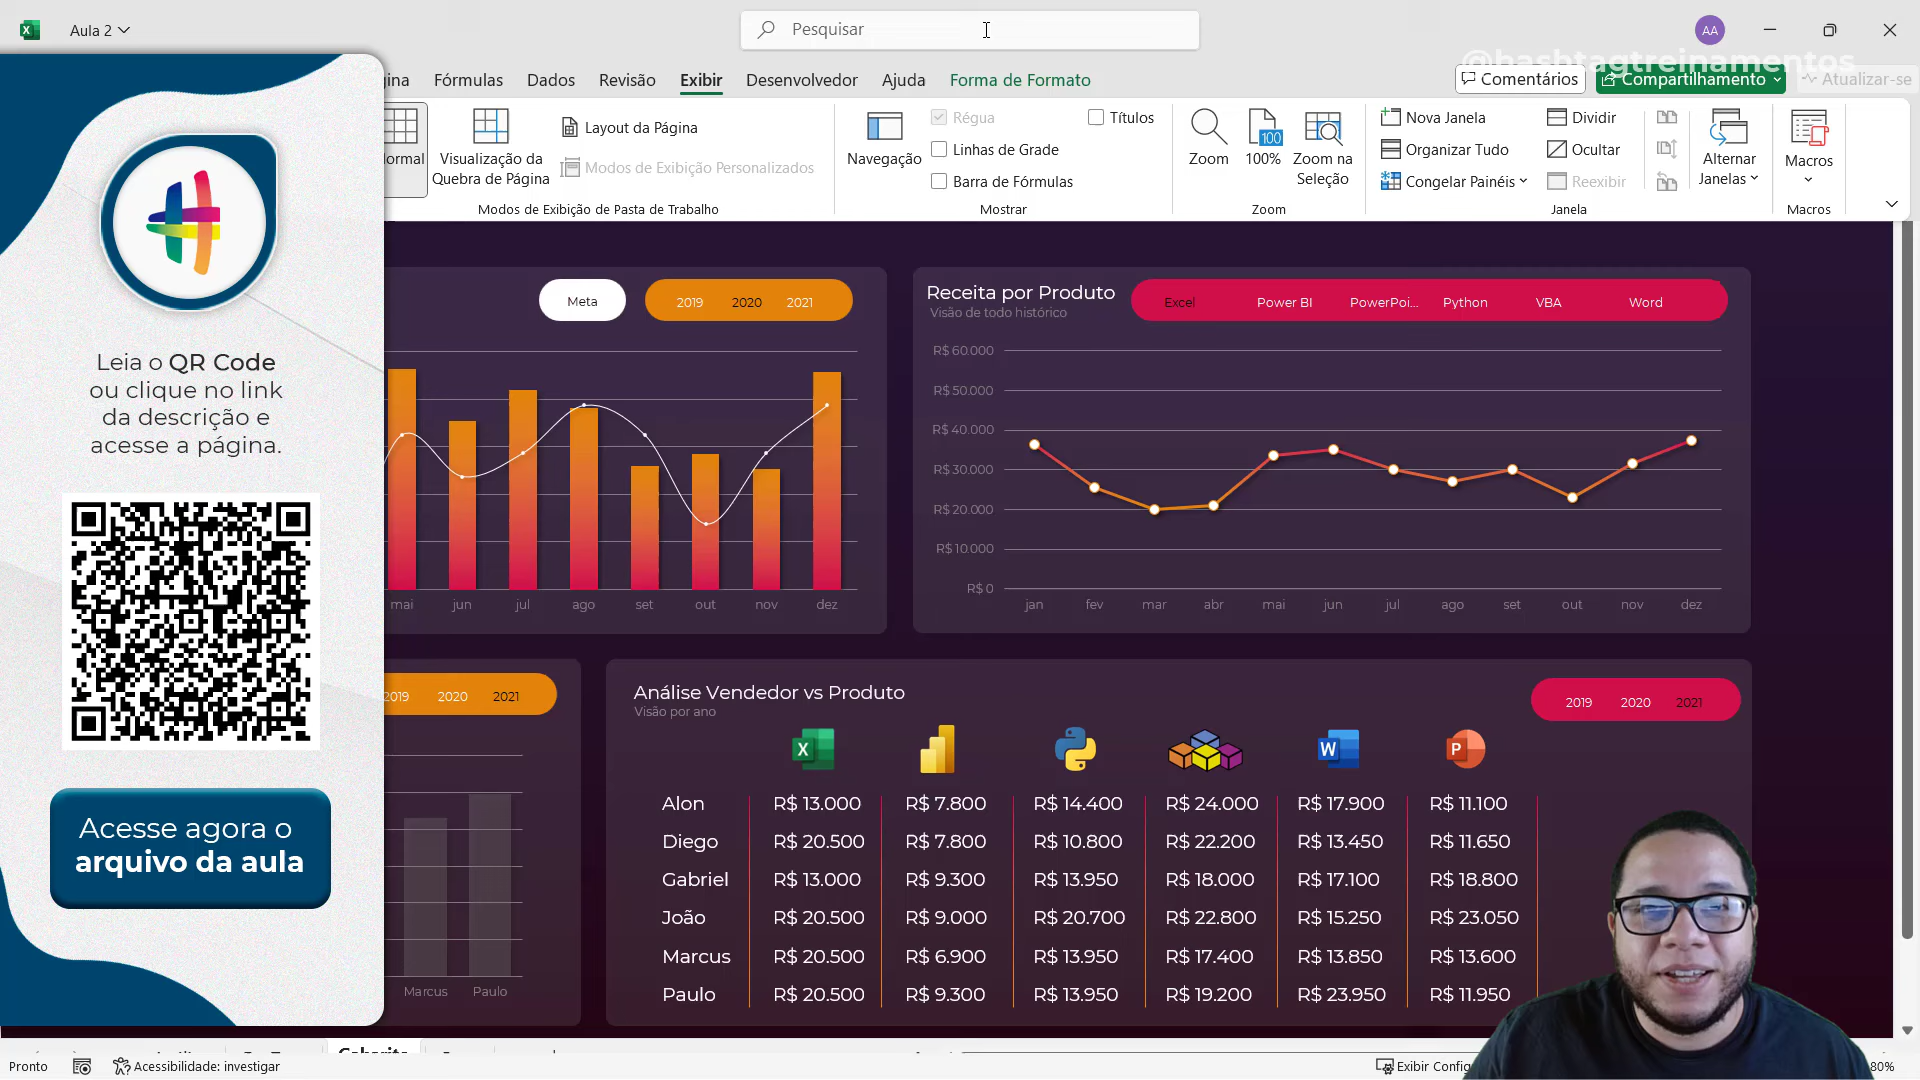 Aula 2
Pesquisar
AA
@hashtagtreinamentos
Fórmulas
Dados
Revisão
Exibir
Desenvolvedor
Ajuda
Forma de Formato
Comentários
Compartilhamento
Atualizar-se
Visualização da
Quebra de Página
Layout da Página
Modos de Exibição Personalizados
Modos de Exibição de Pasta de Trabalho
Navegação
Régua
Títulos
Linhas de Grade
Barra de Fórmulas
Mostrar
Zoom
100
100%
Zoom na
Seleção
Zoom
Nova Janela
Organizar Tudo
Congelar Painéis
Dividir
Ocultar
Reexibir
Janela
Alternar
Janelas
Macros
Macros
Leia o QR Code
ou clique no link
da descrição e
acesse a página.
Acesse agora o
arquivo da aula
Meta
2019 2020 2021
mai jun jul ago set out nov dez
Receita por Produto
Visão de todo histórico
Excel Power BI PowerPoi... Python VBA Word
R$ 60.000
R$ 50.000
R$ 40.000
R$ 30.000
R$ 20.000
R$ 10.000
R$ 0
jan fev mar abr mai jun jul ago set out nov dez
2019 2020 2021
Marcus Paulo
Análise Vendedor vs Produto
Visão por ano
2019 2020 2021
X W P
Alon R$ 13.000 R$ 7.800 R$ 14.400 R$ 24.000 R$ 17.900 R$ 11.100
Diego R$ 20.500 R$ 7.800 R$ 10.800 R$ 22.200 R$ 13.450 R$ 11.650
Gabriel R$ 13.000 R$ 9.300 R$ 13.950 R$ 18.000 R$ 17.100 R$ 18.800
João R$ 20.500 R$ 9.000 R$ 20.700 R$ 22.800 R$ 15.250 R$ 23.050
Marcus R$ 20.500 R$ 6.900 R$ 13.950 R$ 17.400 R$ 13.850 R$ 13.600
Paulo R$ 20.500 R$ 9.300 R$ 13.950 R$ 19.200 R$ 23.950 R$ 11.950
Gabarito
Pronto
Acessibilidade: investigar
Exibir Config
80%